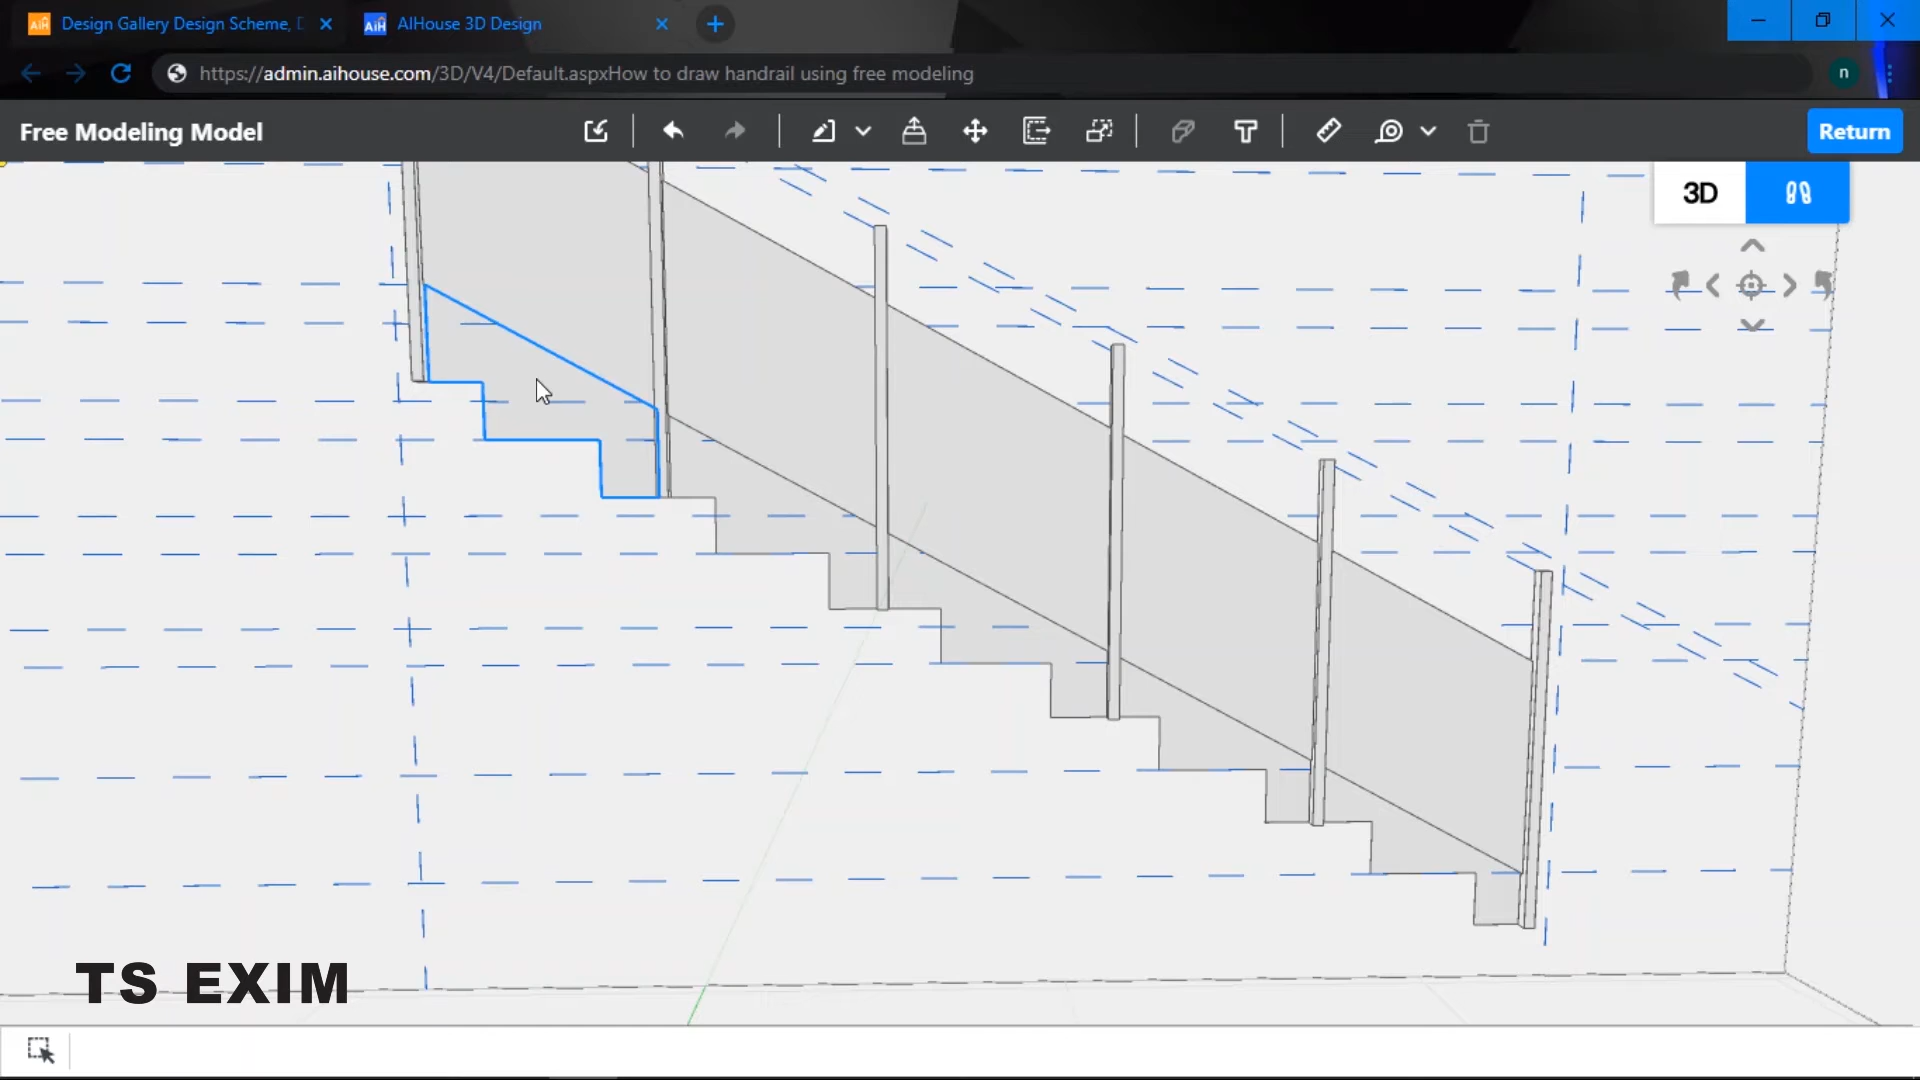 Design Gallery Design Scheme, D
AIHouse 3D Design
https://admin.aihouse.com/3D/V4/Default.aspxHow to draw handrail using free modeling
n
Free Modeling Model
Return
3D
TS EXIM